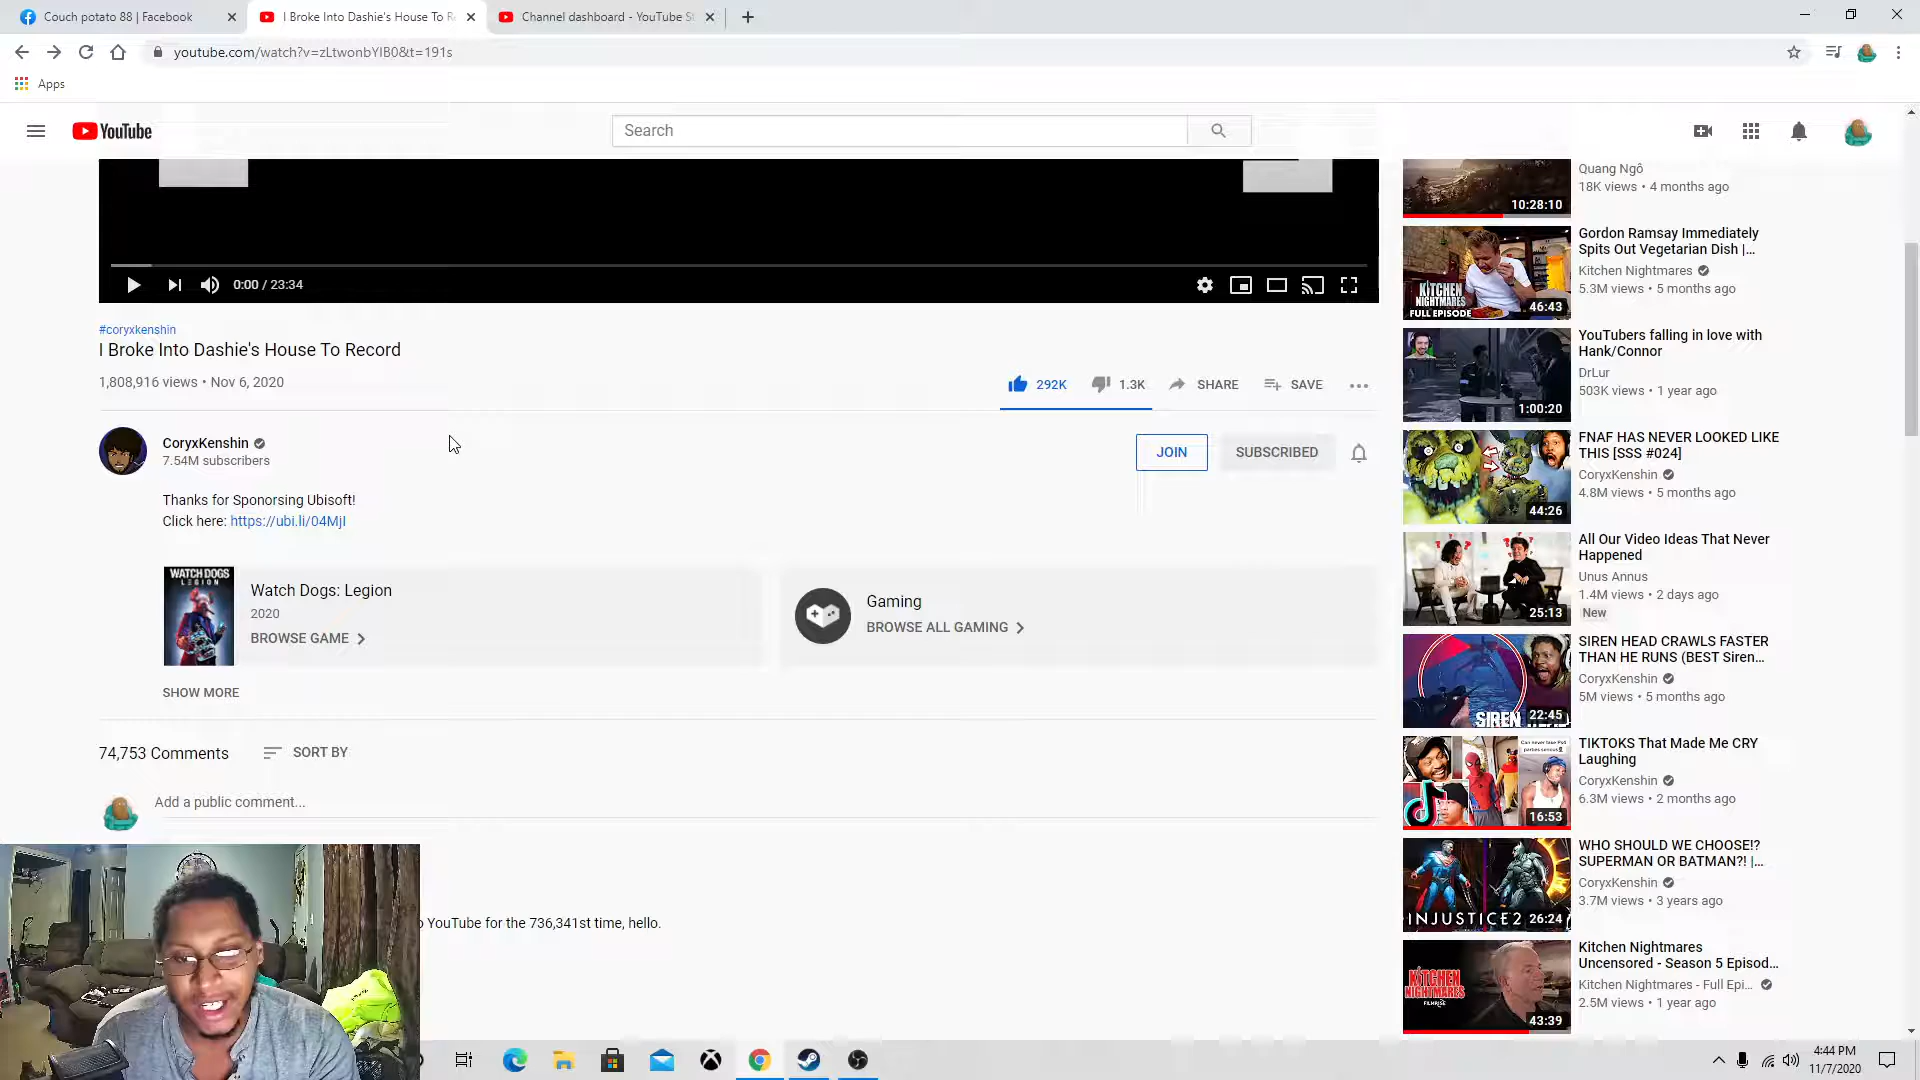 Couch potato 88 | Facebook
I Broke Into Dashie's House To R
Channel dashboard - YouTube S
youtube.com/watch?v=zLtwonbYIB0&t=191s
Apps
YouTube
Search
0:00 / 23:34
#coryxkenshin
I Broke Into Dashie's House To Record
1,808,916 views • Nov 6, 2020
292K
1.3K
SHARE
SAVE
CoryxKenshin
7.54M subscribers
JOIN
SUBSCRIBED
Thanks for Sponorsing Ubisoft!
Click here: https://ubi.li/04MjI
WATCH DOGS
LEGION
Watch Dogs: Legion
2020
BROWSE GAME
Gaming
BROWSE ALL GAMING
SHOW MORE
74,753 Comments
SORT BY
Add a public comment...
YouTube for the 736,341st time, hello.
Quang Ngô
18K views • 4 months ago
10:28:10
Gordon Ramsay Immediately
Spits Out Vegetarian Dish |...
Kitchen Nightmares
5.3M views • 5 months ago
KITCHEN
NIGHTMARES
FULL EPISODE
46:43
YouTubers falling in love with
Hank/Connor
DrLur
503K views • 1 year ago
1:00:20
FNAF HAS NEVER LOOKED LIKE
THIS [SSS #024]
CoryxKenshin
4.8M views • 5 months ago
44:26
All Our Video Ideas That Never
Happened
Unus Annus
1.4M views • 2 days ago
New
25:13
SIREN HEAD CRAWLS FASTER
THAN HE RUNS (BEST Siren...
CoryxKenshin
5M views • 5 months ago
SIREN
22:45
TIKTOKS That Made Me CRY
Laughing
CoryxKenshin
6.3M views • 2 months ago
16:53
WHO SHOULD WE CHOOSE!?
SUPERMAN OR BATMAN?! |...
CoryxKenshin
3.7M views • 3 years ago
INJUSTICE 2
26:24
Kitchen Nightmares
Uncensored - Season 5 Episod...
Kitchen Nightmares - Full Epi...
2.5M views • 1 year ago
KITCHEN
NIGHTMARES
FILMRISE
43:39
4:44 PM
11/7/2020